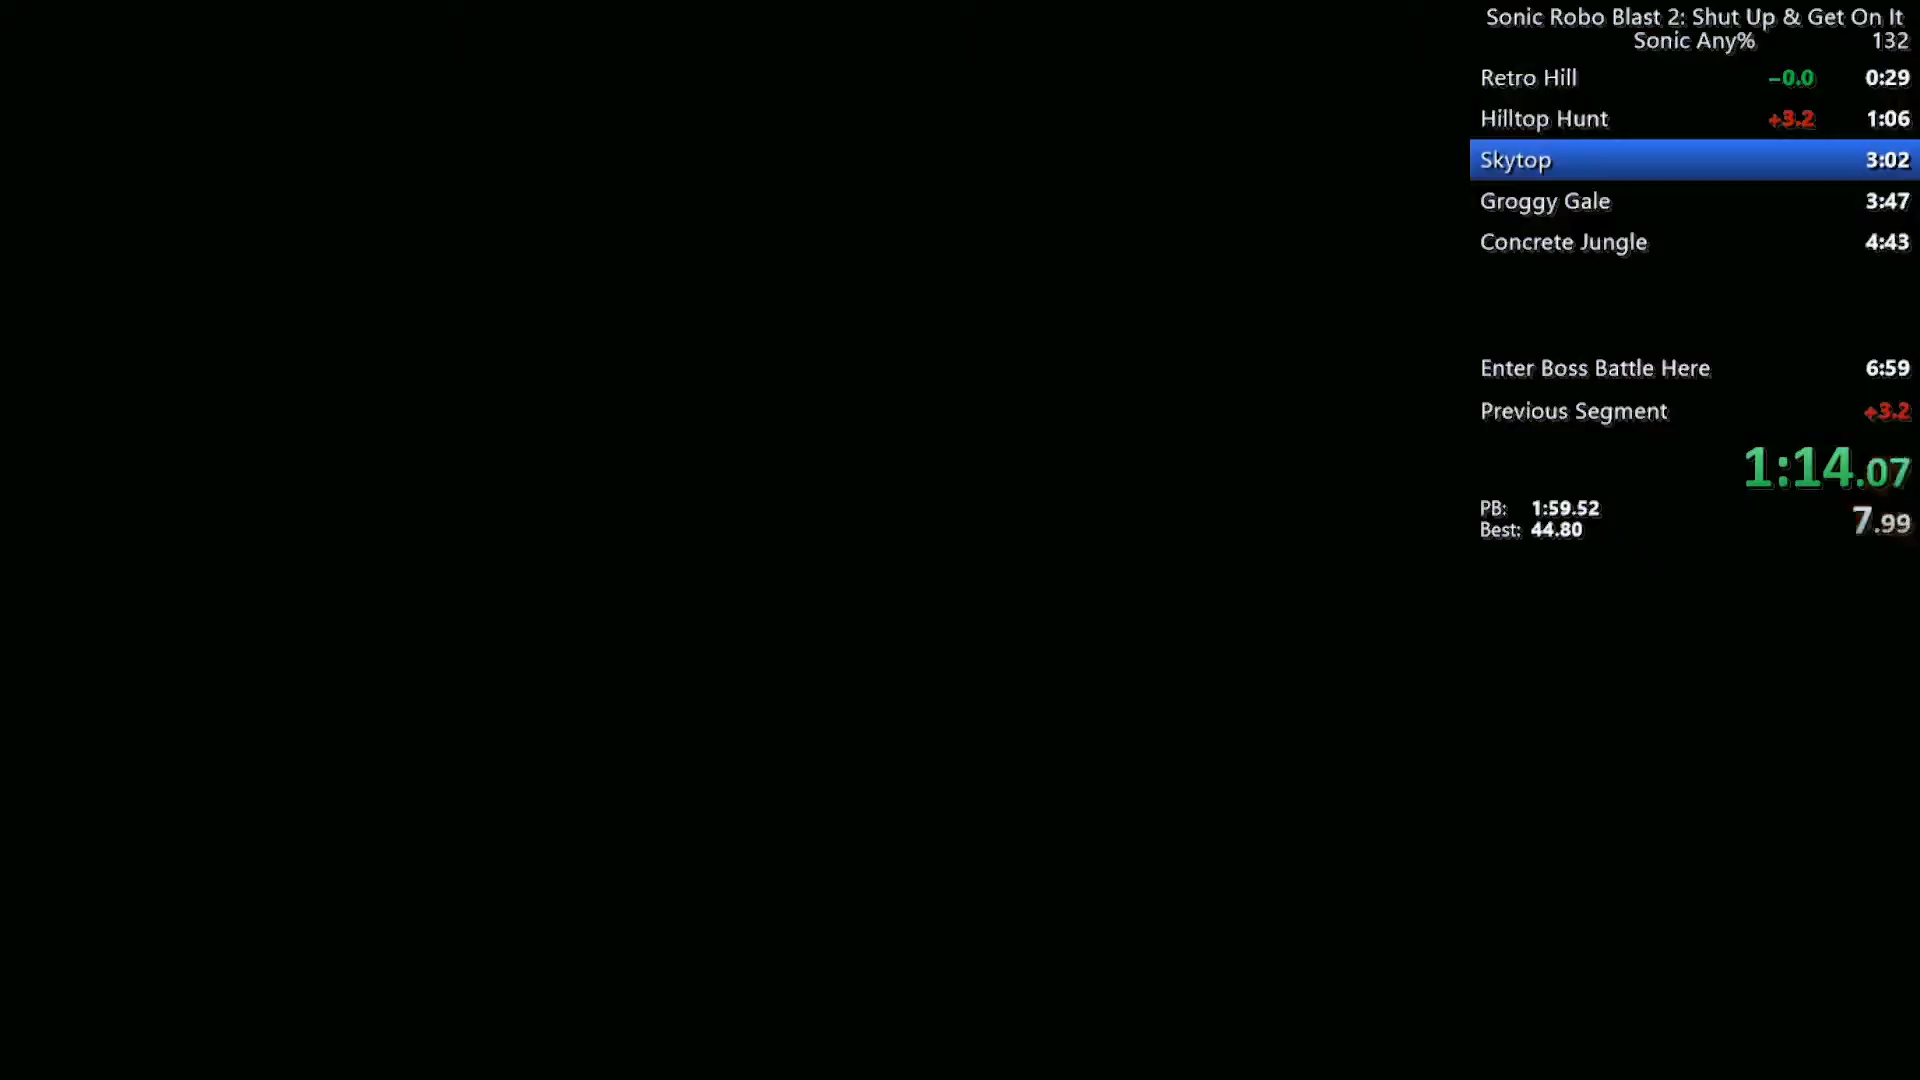 Sonic Robo Blast 2: Shut Up & Get On It
Sonic Any% 132
Retro Hill −0.0 0:29
Hilltop Hunt +3.2 1:06
Skytop 3:02
Groggy Gale 3:47
Concrete Jungle 4:43
Enter Boss Battle Here 6:59
Previous Segment +3.2
1:14.07
PB: 1:59.52
Best: 44.80
7.99